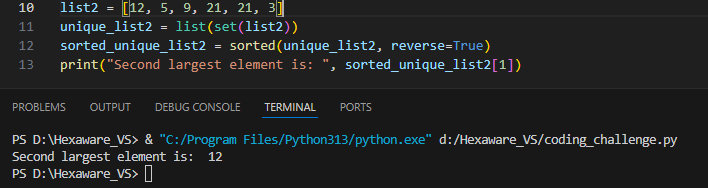 10 list2 = [12, 5, 9, 21, 21, 3]
11 unique_list2 = list(set(list2))
12 sorted_unique_list2 = sorted(unique_list2, reverse=True)
13 print("Second largest element is: ", sorted_unique_list2[1])
PROBLEMS OUTPUT DEBUG CONSOLE TERMINAL PORTS
PS D:\Hexaware_VS> & "C:/Program Files/Python313/python.exe" d:/Hexaware_VS/coding_challenge.py
Second largest element is:  12
PS D:\Hexaware_VS>